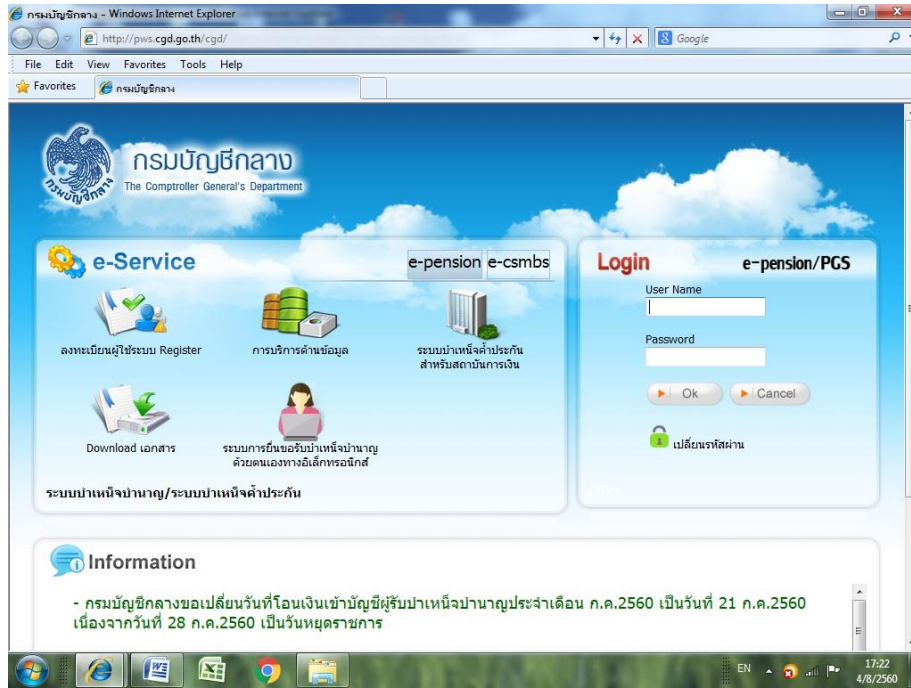 กรมบัญชีกลาง - Windows Internet Explorer
http://pws.cgd.go.th/cgd/
Google
File Edit View Favorites Tools Help
Favorites
กรมบัญชีกลาง
กรมบัญชีกลาง
กรมบัญชีกลาง
The Comptroller General's Department
e-Service
e-pension e-csmbs
ลงทะเบียนผู้ใช้ระบบ Register
การบริการด้านข้อมูล
ระบบบำเหน็จค้ำประกัน
สำหรับสถาบันการเงิน
Download เอกสาร
ระบบการยื่นขอรับบำเหน็จบำนาญ
ด้วยตนเองทางอิเล็กทรอนิกส์
ระบบบำเหน็จบำนาญ/ระบบบำเหน็จค้ำประกัน
Login
e-pension/PGS
User Name
Password
Ok
Cancel
เปลี่ยนรหัสผ่าน
Information
- กรมบัญชีกลางขอเปลี่ยนวันที่โอนเงินเข้าบัญชีผู้รับบำเหน็จบำนาญประจำเดือน ก.ค.2560 เป็นวันที่ 21 ก.ค.2560
เนื่องจากวันที่ 28 ก.ค.2560 เป็นวันหยุดราชการ
EN
17:22
4/8/2560